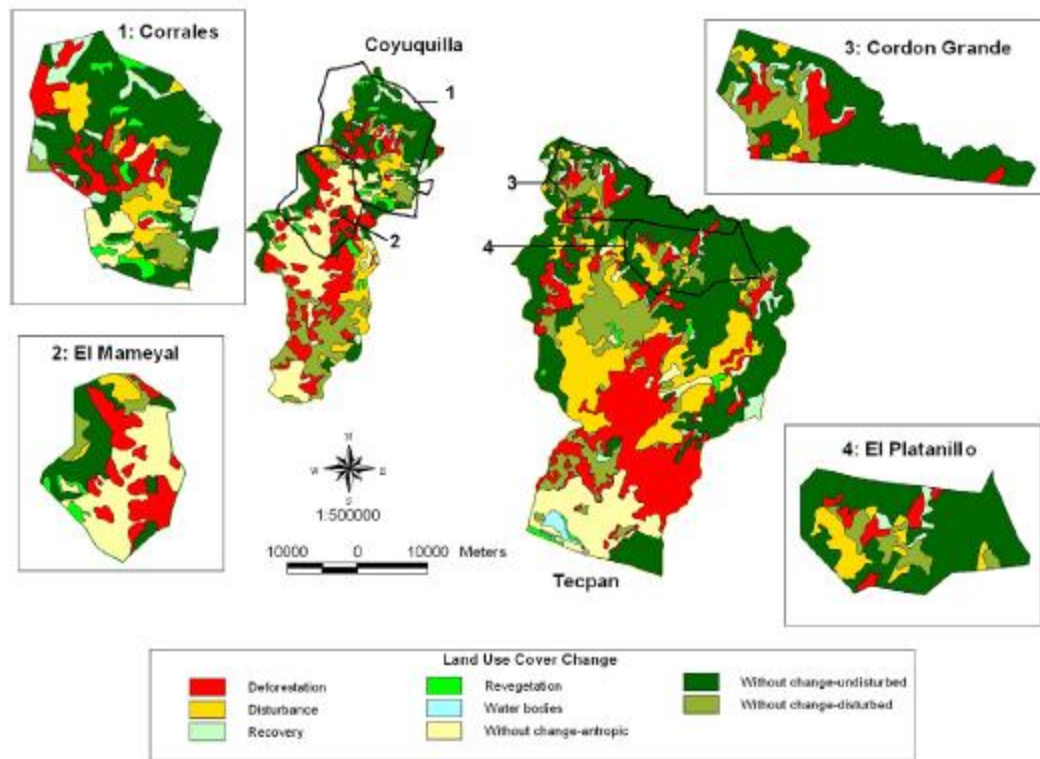 1: Corrales
Coyuquilla
3: Cordon Grande
1
3
4
2
2: El Mameyal
4: El Platanillo
N
W E
S
1:500000
10000 0 10000 Meters
Tecpan
Land Use Cover Change
Deforestation
Disturbance
Recovery
Revegetation
Water bodies
Without change-antropic
Without change-undisturbed
Without change-disturbed